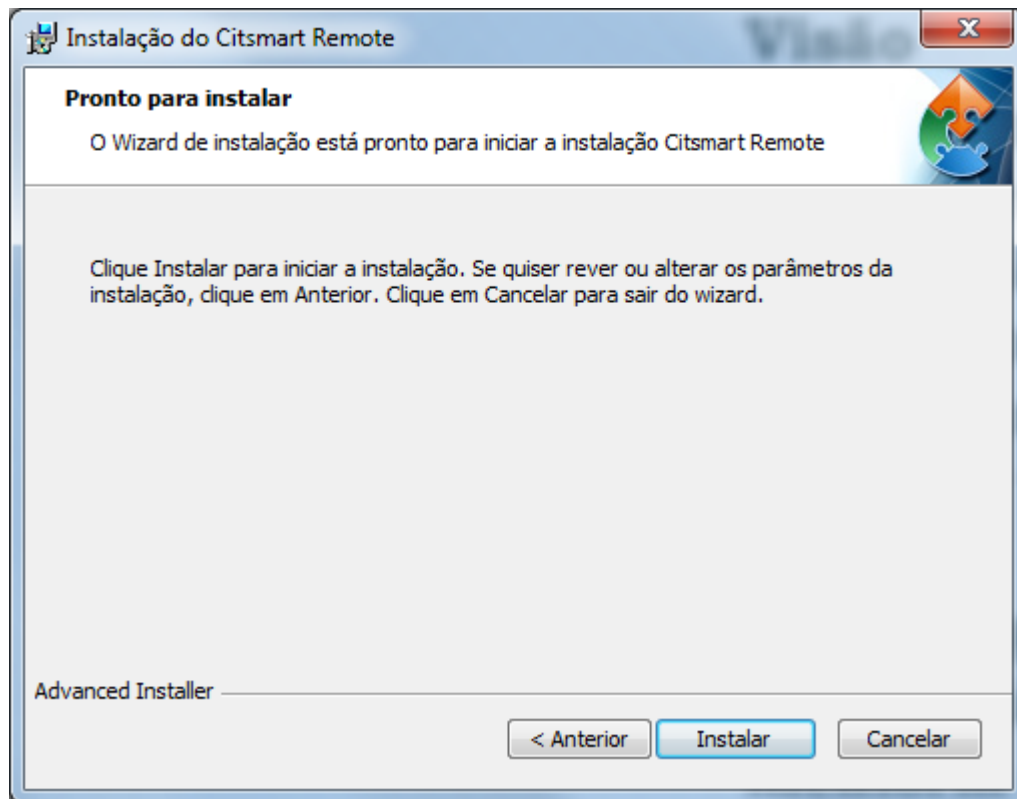 Instalação do Citsmart Remote
Visão
Pronto para instalar
O Wizard de instalação está pronto para iniciar a instalação Citsmart Remote
Clique Instalar para iniciar a instalação. Se quiser rever ou alterar os parâmetros da
instalação, clique em Anterior. Clique em Cancelar para sair do wizard.
Advanced Installer
< Anterior
Instalar
Cancelar